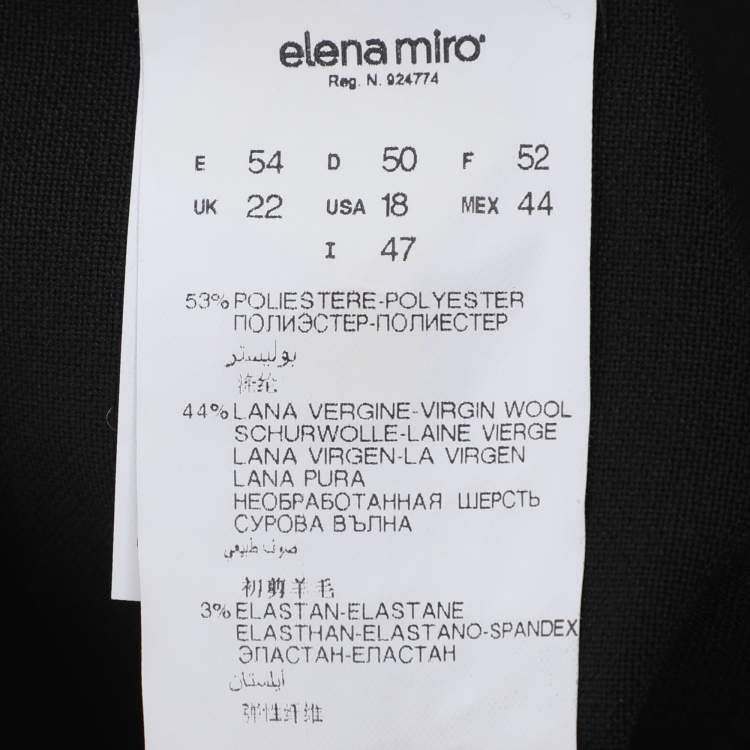 elena miro
Reg. N. 924774
E 54 D 50 F 52
UK 22 USA 18 MEX 44
I 47
53% POLIESTERE-POLYESTER
ПОЛИЭСТЕР-ПОЛИЕСТЕР
بوليستر
涤纶
44% LANA VERGINE-VIRGIN WOOL
SCHURWOLLE-LAINE VIERGE
LANA VIRGEN-LA VIRGEN
LANA PURA
НЕОБРАБОТАННАЯ ШЕРСТЬ
СУРОВА ВЪЛНА
صوف طبيعي
初剪羊毛
3% ELASTAN-ELASTANE
ELASTHAN-ELASTANO-SPANDEX
ЭЛАСТАН-ЕЛАСТАН
أيلستان
弹性纤维